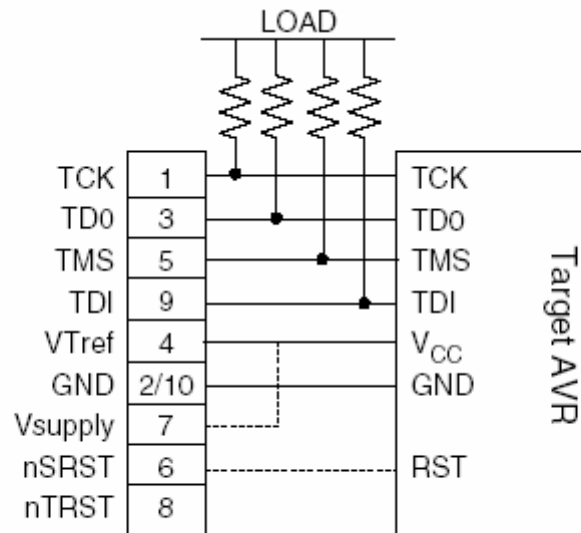 LOAD
TCK 1 TCK
TD0 3 TD0
TMS 5 TMS
TDI 9 TDI
VTref 4 VCC
GND 2/10 GND
Vsupply 7
nSRST 6 RST
nTRST 8
Target AVR